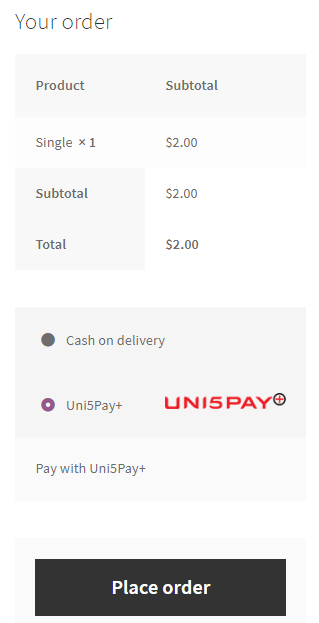 Your order
Product Subtotal
Single × 1 $2.00
Subtotal $2.00
Total $2.00
Cash on delivery
Uni5Pay+ UNI5PAY+
Pay with Uni5Pay+
Place order